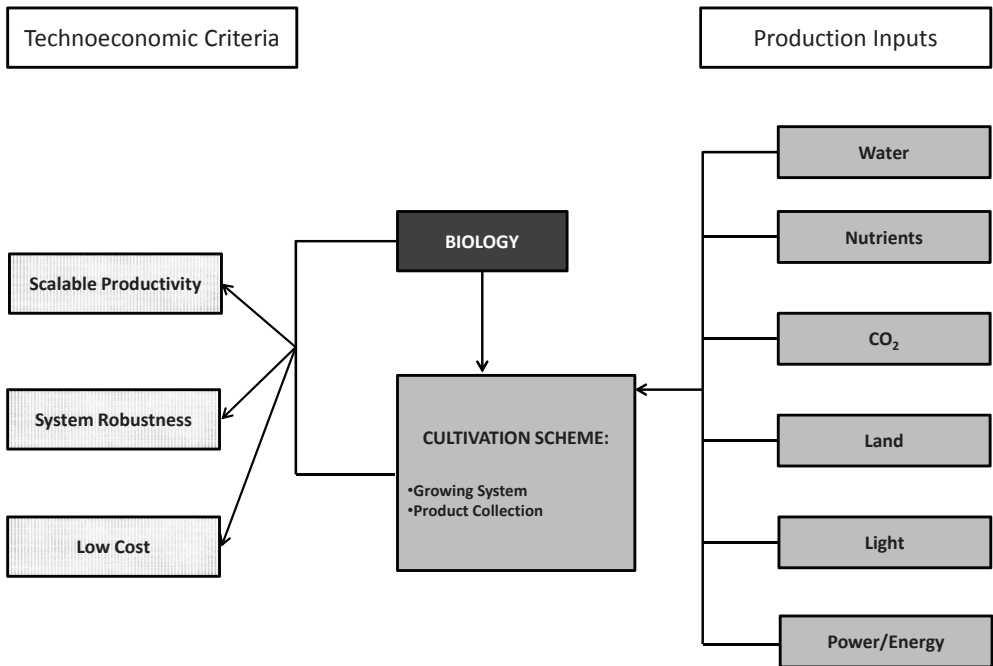 Technoeconomic Criteria
Production Inputs
Water
Nutrients
BIOLOGY
Scalable Productivity
CO₂
System Robustness
CULTIVATION SCHEME:
•Growing System
•Product Collection
Land
Low Cost
Light
Power/Energy